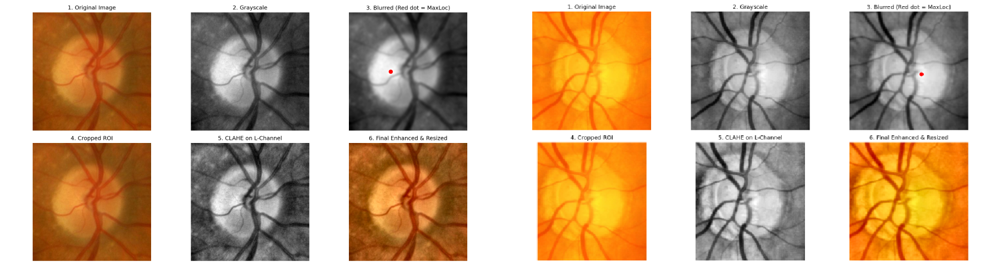 1. Original Image
2. Grayscale
3. Blurred (Red dot = MaxLoc)
1. Original Image
2. Grayscale
3. Blurred (Red dot = MaxLoc)
4. Cropped ROI
5. CLAHE on L-Channel
6. Final Enhanced & Resized
4. Cropped ROI
5. CLAHE on L-Channel
6. Final Enhanced & Resized